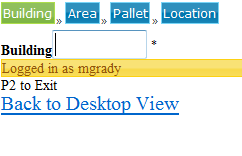 Building » Area » Pallet » Location
Building *
Logged in as mgrady
P2 to Exit
Back to Desktop View